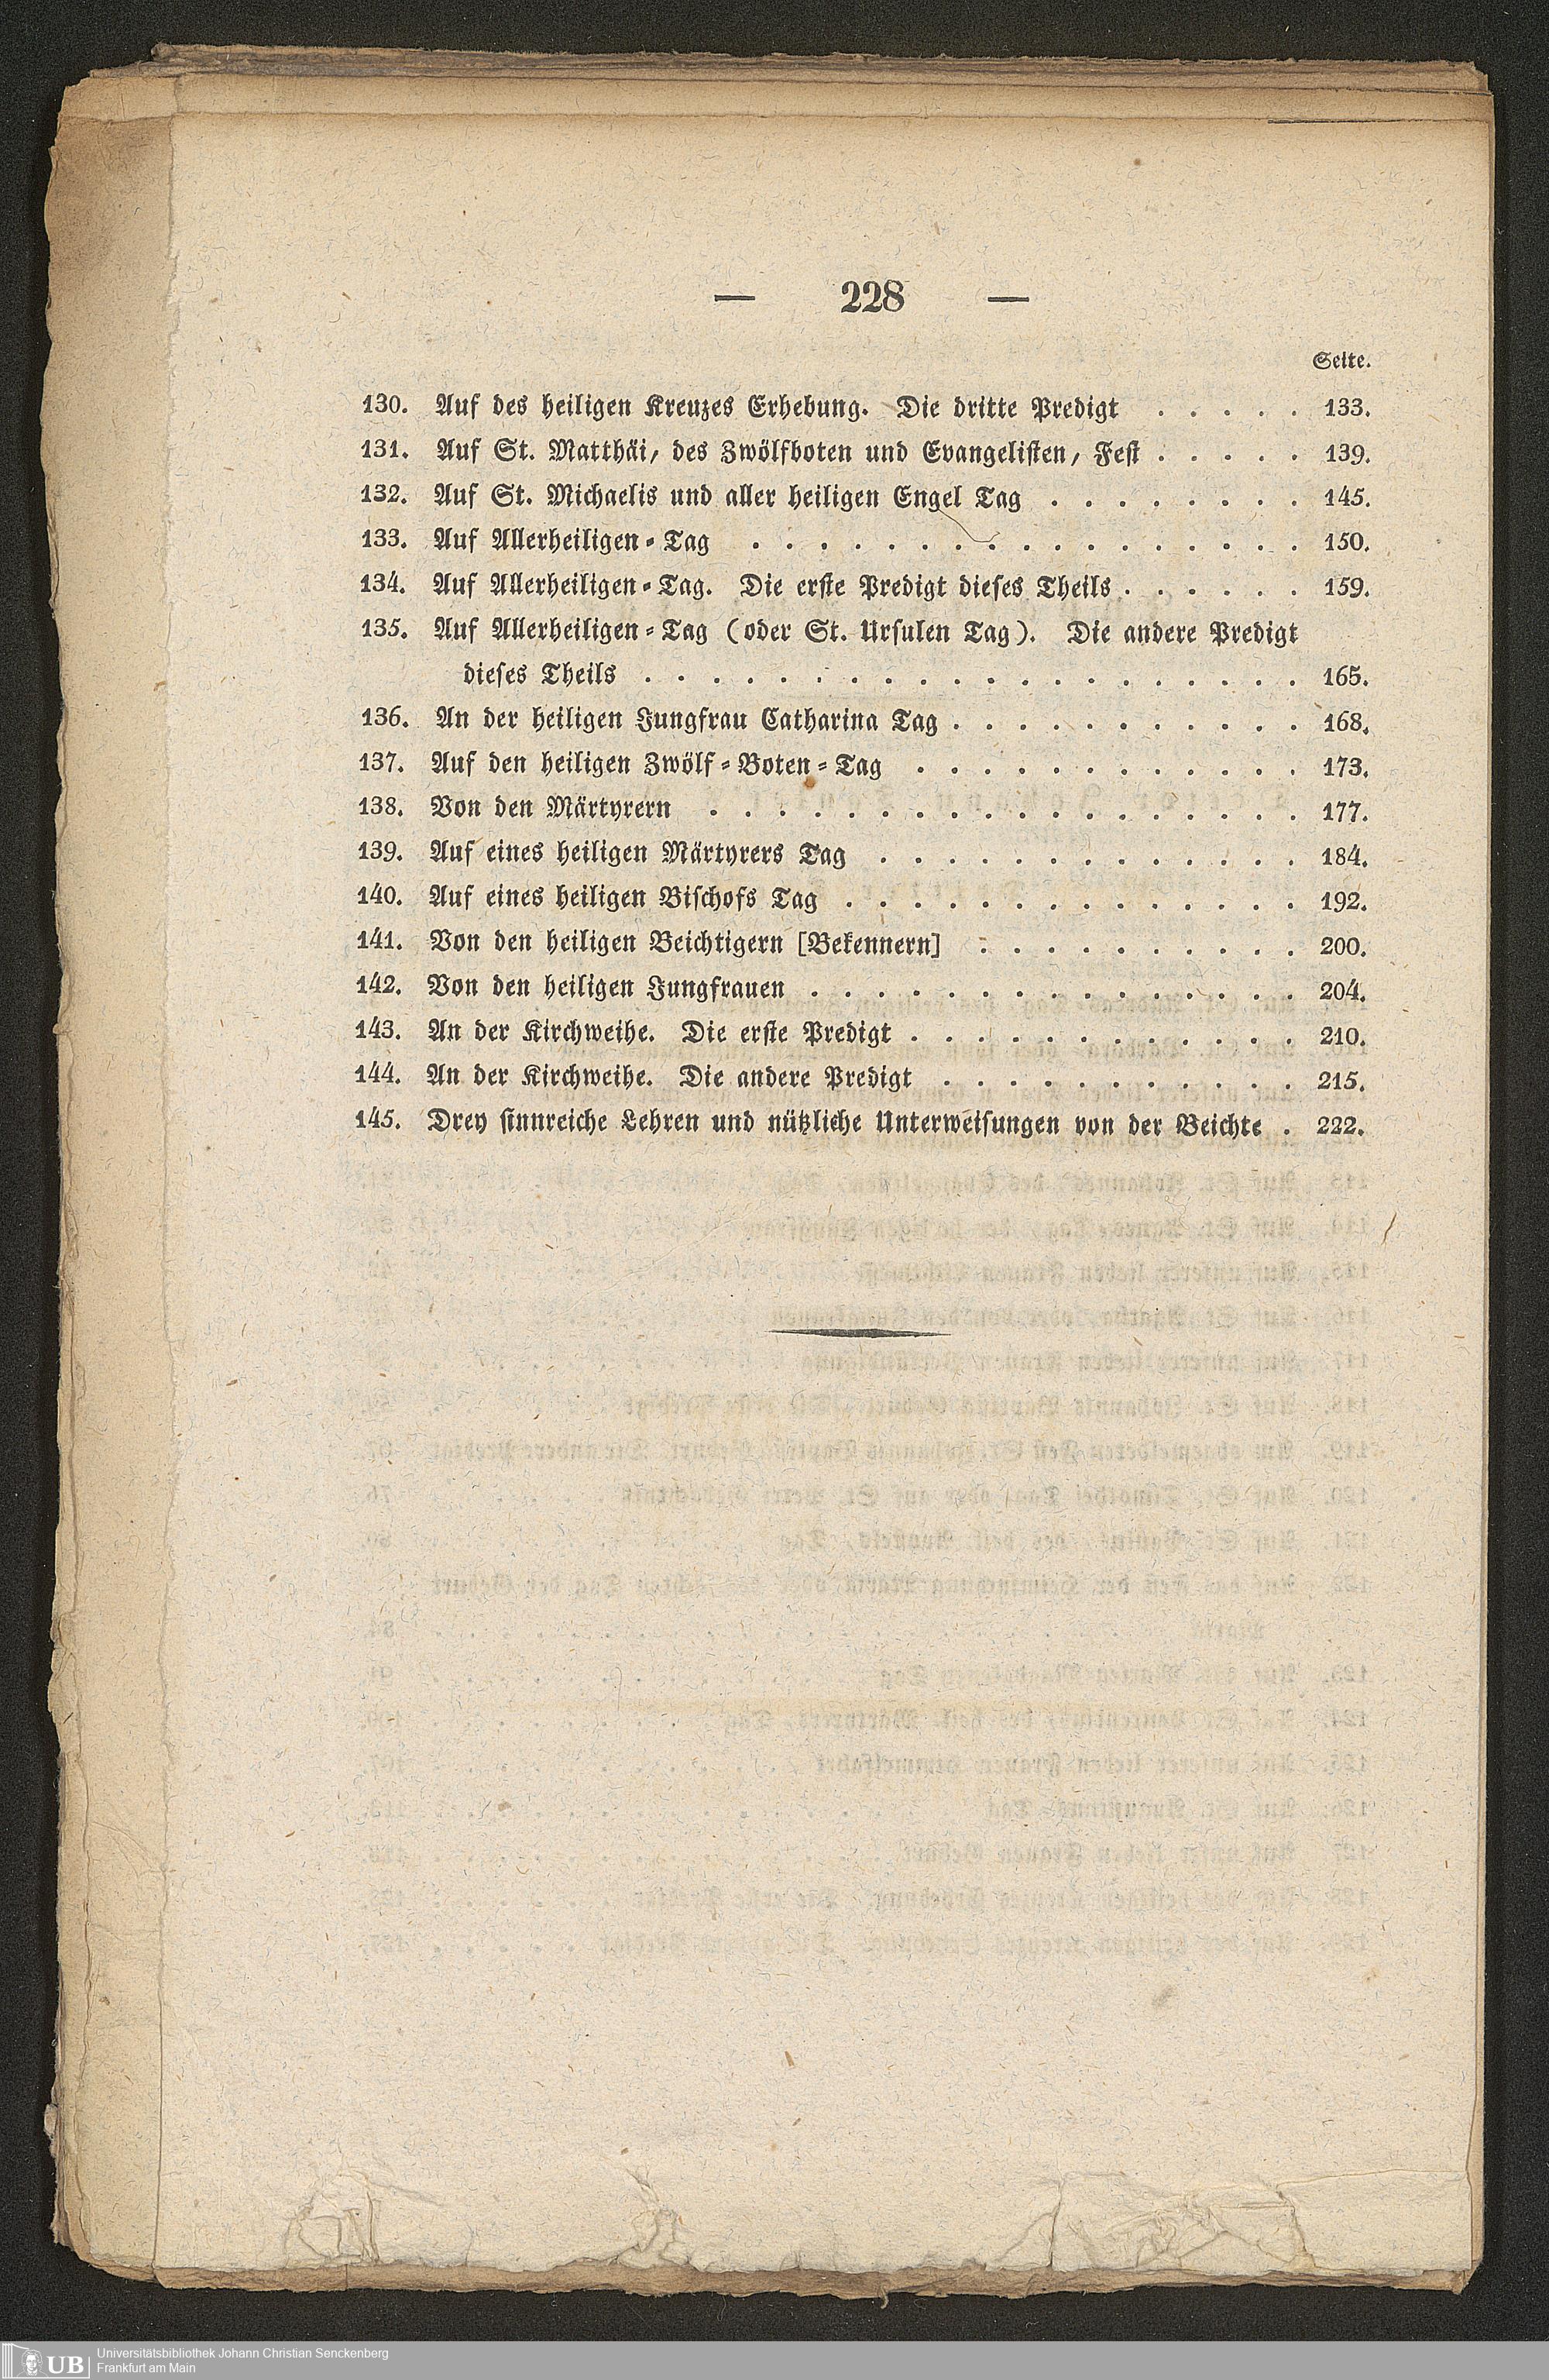 — 228 —
Seite.
130. Auf des heiligen Kreuzes Erhebung. Die dritte Predigt . . . . . 133.
131. Auf St. Matthäi, des Zwölfboten und Evangelisten, Fest . . . . . 139.
132. Auf St. Michaelis und aller heiligen Engel Tag . . . . . . . . 145.
133. Auf Allerheiligen-Tag . . . . . . . . . . . . . . . . . 150.
134. Auf Allerheiligen-Tag. Die erste Predigt dieses Theils . . . . . . 159.
135. Auf Allerheiligen-Tag (oder St. Ursulen Tag). Die andere Predigt
dieses Theils . . . . . . . . . . . . . . . . . . . . 165.
136. An der heiligen Jungfrau Catharina Tag . . . . . . . . . . . 168.
137. Auf den heiligen Zwölf-Boten-Tag . . . . . . . . . . . . 173.
138. Von den Märtyrern . . . . . . . . . . . . . . . . . . 177.
139. Auf eines heiligen Märtyrers Tag . . . . . . . . . . . . . 184.
140. Auf eines heiligen Bischofs Tag . . . . . . . . . . . . . . 192.
141. Von den heiligen Beichtigern [Bekennern] . . . . . . . . . . 200.
142. Von den heiligen Jungfrauen . . . . . . . . . . . . . . . 204.
143. An der Kirchweihe. Die erste Predigt . . . . . . . . . . . . 210.
144. An der Kirchweihe. Die andere Predigt . . . . . . . . . . . 215.
145. Drey sinnreiche Lehren und nützliche Unterweisungen von der Beichte . 222.
UB
Universitätsbibliothek Johann Christian Senckenberg
Frankfurt am Main